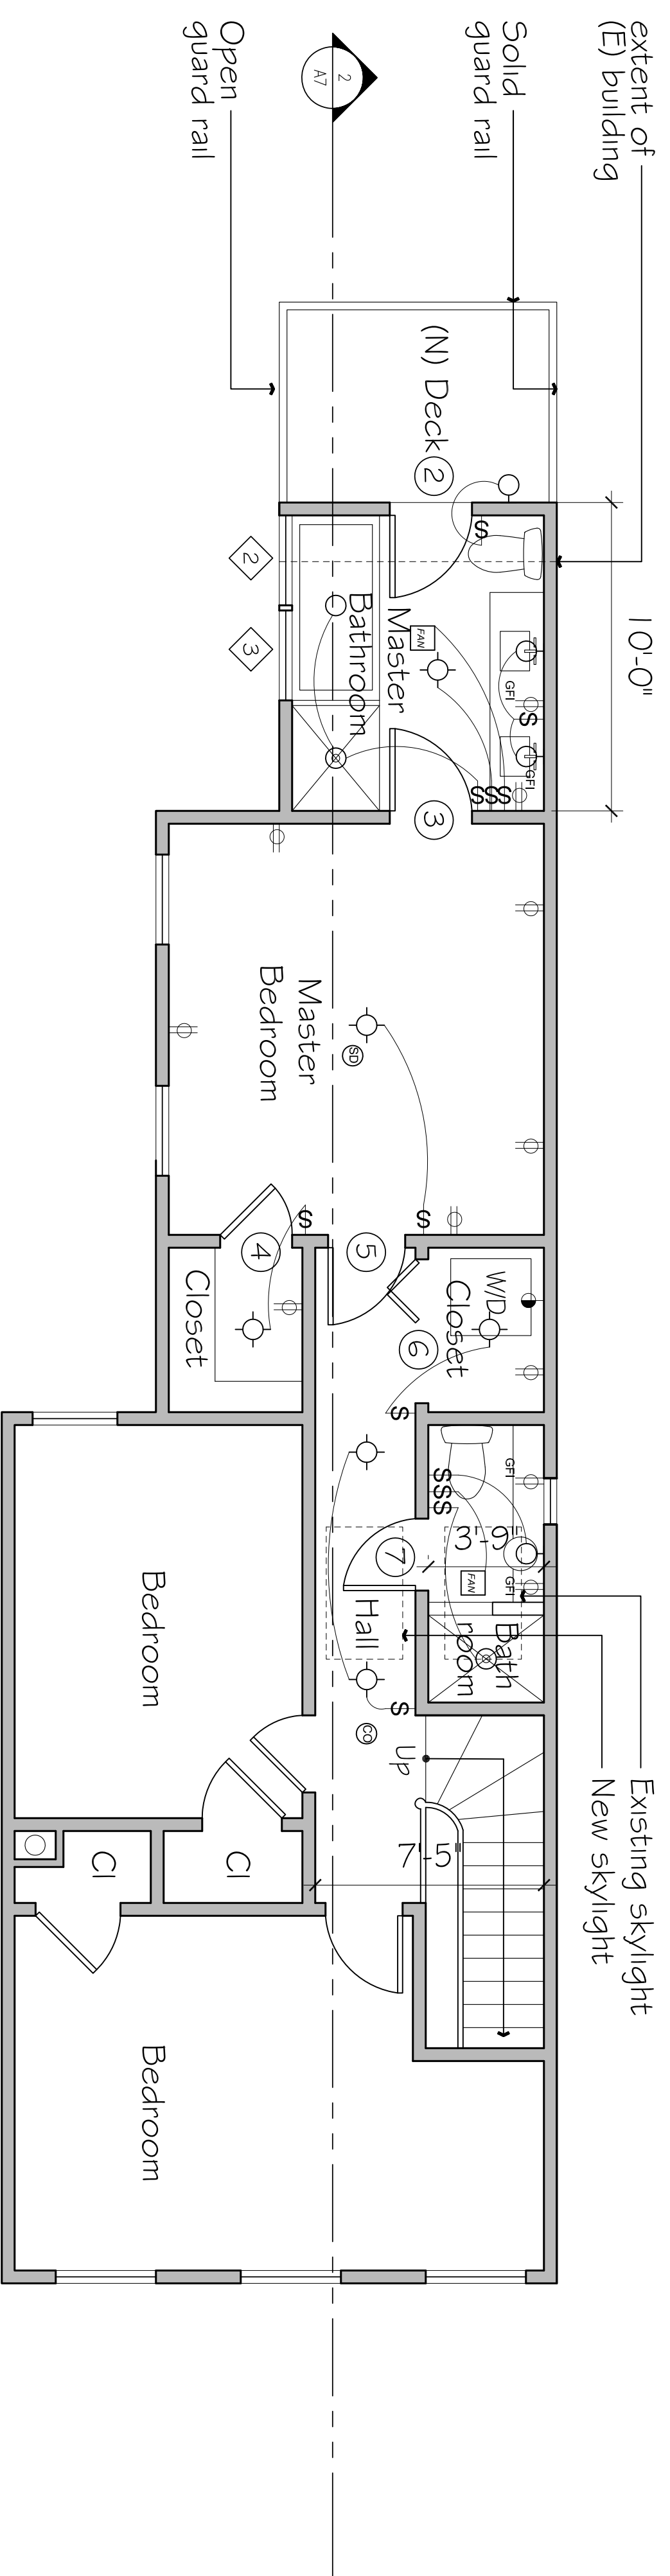 extent of
(E) building
Solid
guard rail
2
A7
Open
guard rail
10'-0"
(N) Deck
2
S
2
3
Master
Bathroom
FAN
GFI
S
GFI
SSS
3
Master
Bedroom
SD
S
S
4
5
6
Closet
W/D
Closet
S
GFI
SSS
3'-9"
GFI
FAN
7
Hall
Bath
room
S
CO
Up
7'-5"
Existing skylight
New skylight
Bedroom
Cl
Cl
Bedroom